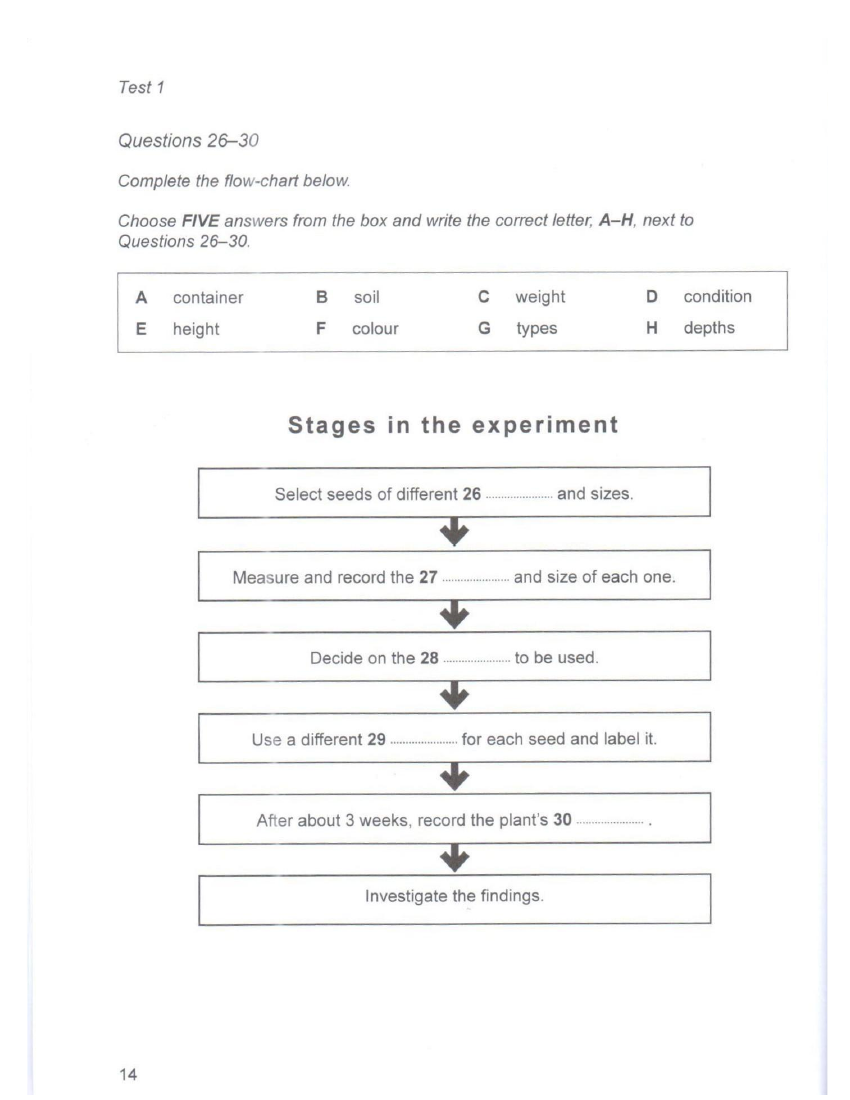 Test 1
Questions 26–30
Complete the flow-chart below.
Choose FIVE answers from the box and write the correct letter, A–H, next to
Questions 26–30.
A container B soil C weight D condition
E height F colour G types H depths
Stages in the experiment
Select seeds of different 26 ...................... and sizes.
Measure and record the 27 ...................... and size of each one.
Decide on the 28 ...................... to be used.
Use a different 29 ...................... for each seed and label it.
After about 3 weeks, record the plant's 30 ...................... .
Investigate the findings.
14